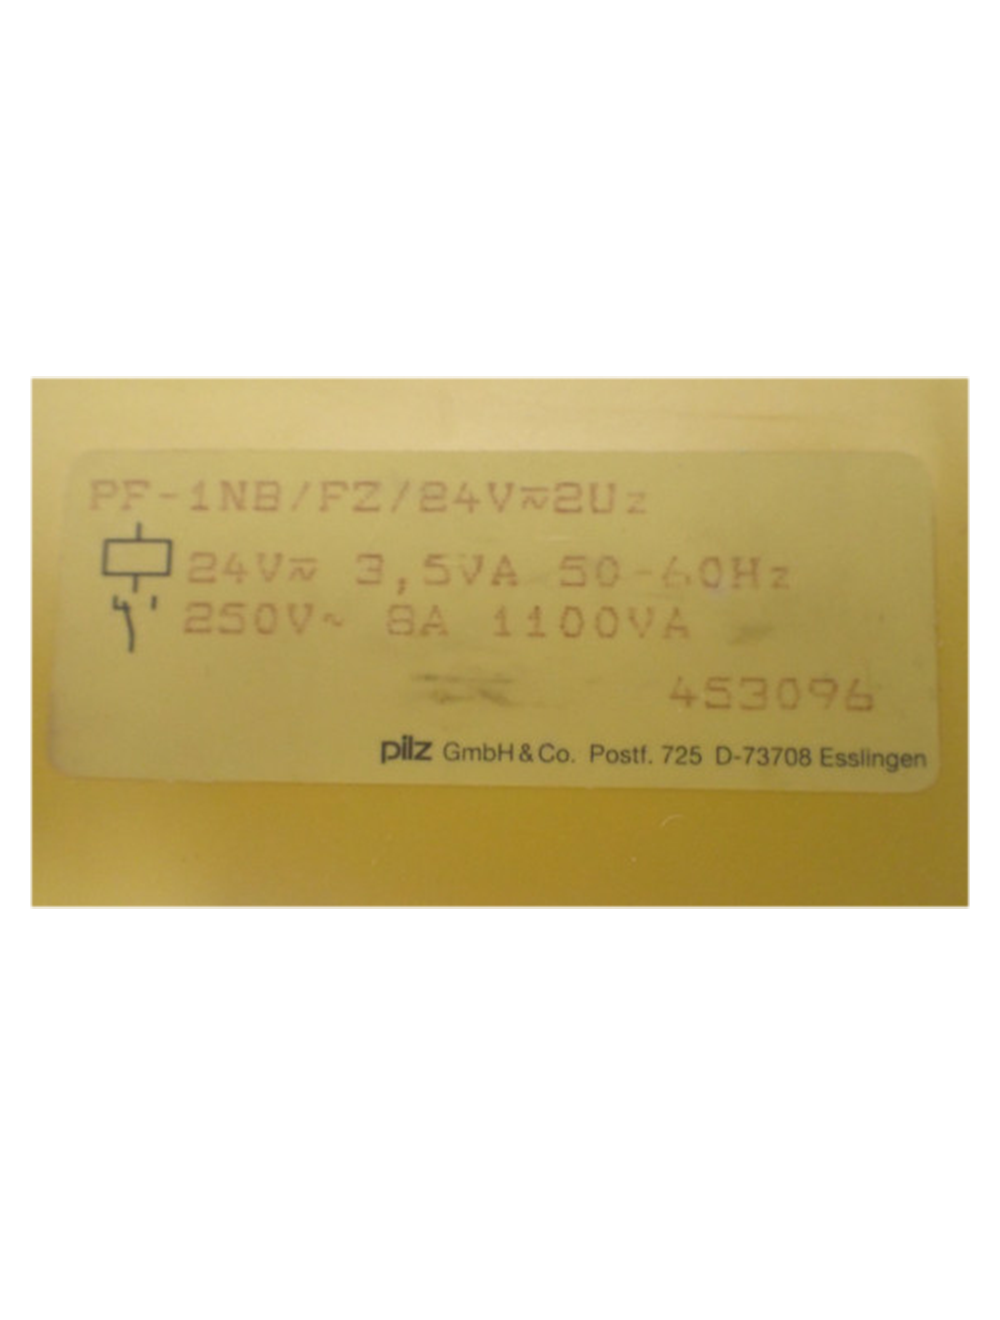 PF-1NB/FZ/24V⎓~2Uz
24V⎓~ 3,5VA 50-60Hz
250V~ 8A 1100VA
453096
pilz GmbH & Co. Postf. 725 D-73708 Esslingen